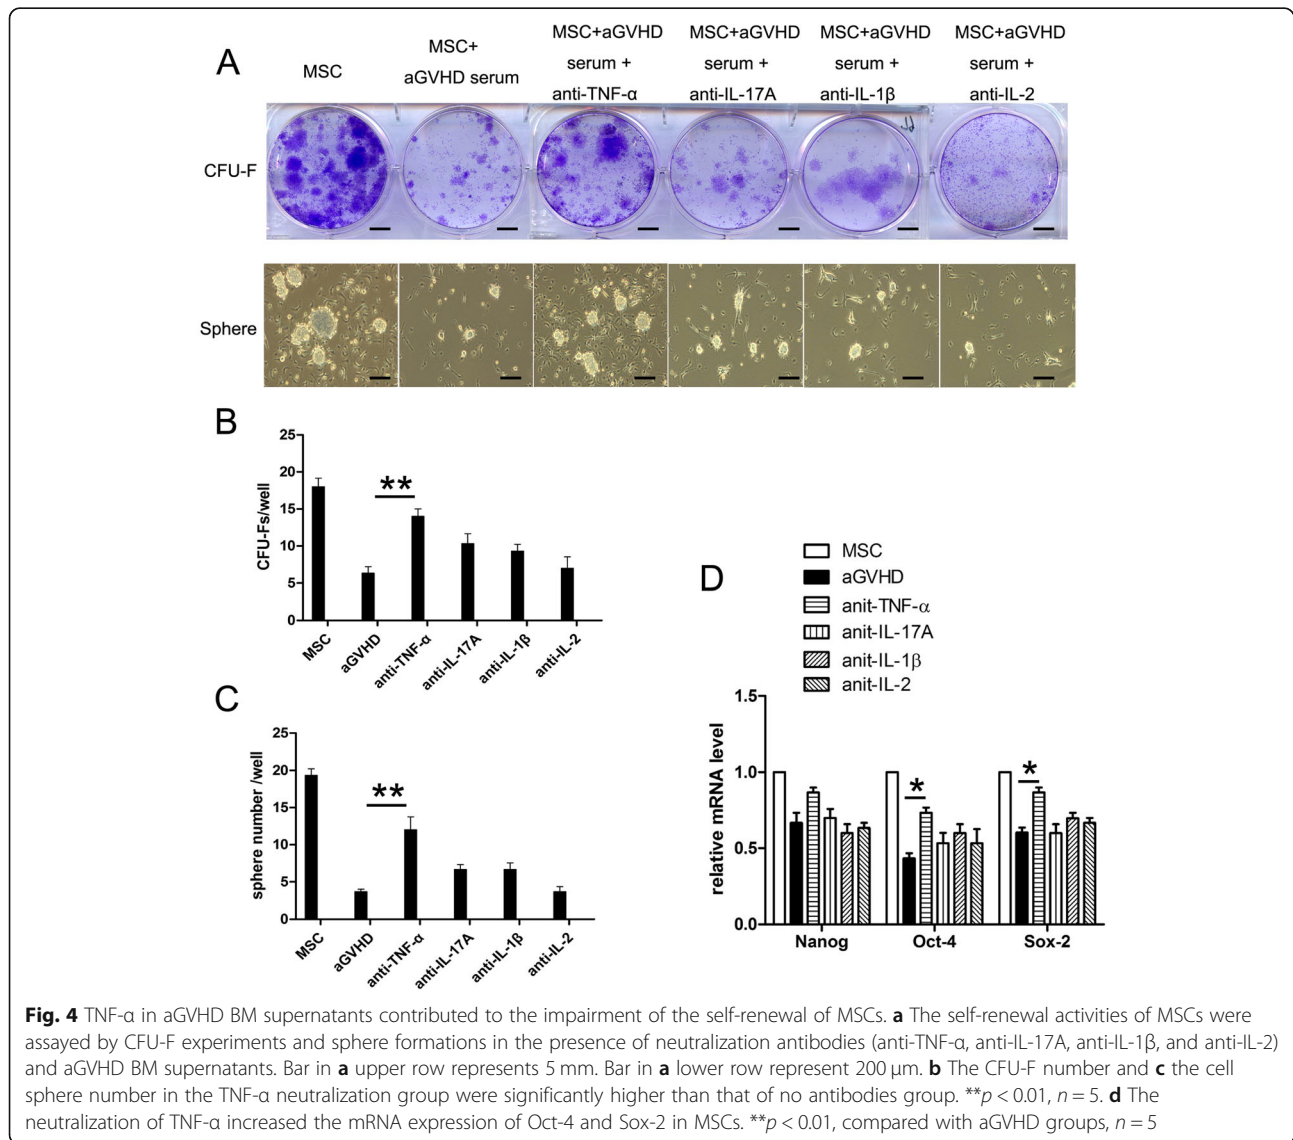 A
MSC
MSC+
aGVHD serum
MSC+aGVHD
serum +
anti-TNF-α
MSC+aGVHD
serum +
anti-IL-17A
MSC+aGVHD
serum +
anti-IL-1β
MSC+aGVHD
serum +
anti-IL-2
CFU-F
Sphere
B
25
20
15
10
5
0
CFU-Fs/well
**
MSC
aGVHD
anti-TNF-α
anti-IL-17A
anti-IL-1β
anti-IL-2
C
25
20
15
10
5
0
sphere number /well
**
MSC
aGVHD
anti-TNF-α
anti-IL-17A
anti-IL-1β
anti-IL-2
D
MSC
aGVHD
anit-TNF-α
anit-IL-17A
anit-IL-1β
anit-IL-2
1.5
1.0
0.5
0.0
relative mRNA level
*
*
Nanog
Oct-4
Sox-2
Fig. 4 TNF-α in aGVHD BM supernatants contributed to the impairment of the self-renewal of MSCs. a The self-renewal activities of MSCs were
assayed by CFU-F experiments and sphere formations in the presence of neutralization antibodies (anti-TNF-α, anti-IL-17A, anti-IL-1β, and anti-IL-2)
and aGVHD BM supernatants. Bar in a upper row represents 5 mm. Bar in a lower row represent 200 μm. b The CFU-F number and c the cell
sphere number in the TNF-α neutralization group were significantly higher than that of no antibodies group. **p < 0.01, n = 5. d The
neutralization of TNF-α increased the mRNA expression of Oct-4 and Sox-2 in MSCs. **p < 0.01, compared with aGVHD groups, n = 5